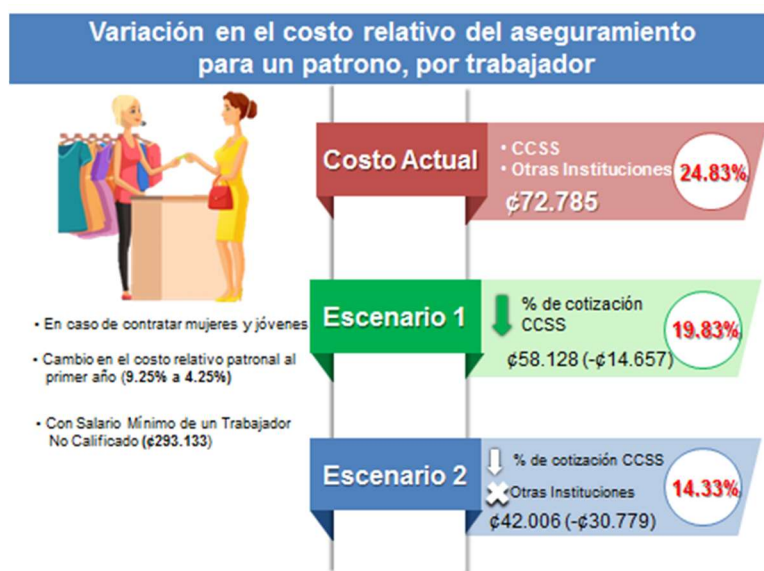 Variación en el costo relativo del aseguramiento
para un patrono, por trabajador
Costo Actual
• CCSS
• Otras Instituciones
₡72.785
24.83%
• En caso de contratar mujeres y jóvenes
• Cambio en el costo relativo patronal al
primer año (9.25% a 4.25%)
• Con Salario Mínimo de un Trabajador
No Calificado (₡293.133)
Escenario 1
% de cotización
CCSS
₡58.128 (-₡14.657)
19.83%
Escenario 2
% de cotización CCSS
Otras Instituciones
₡42.006 (-₡30.779)
14.33%